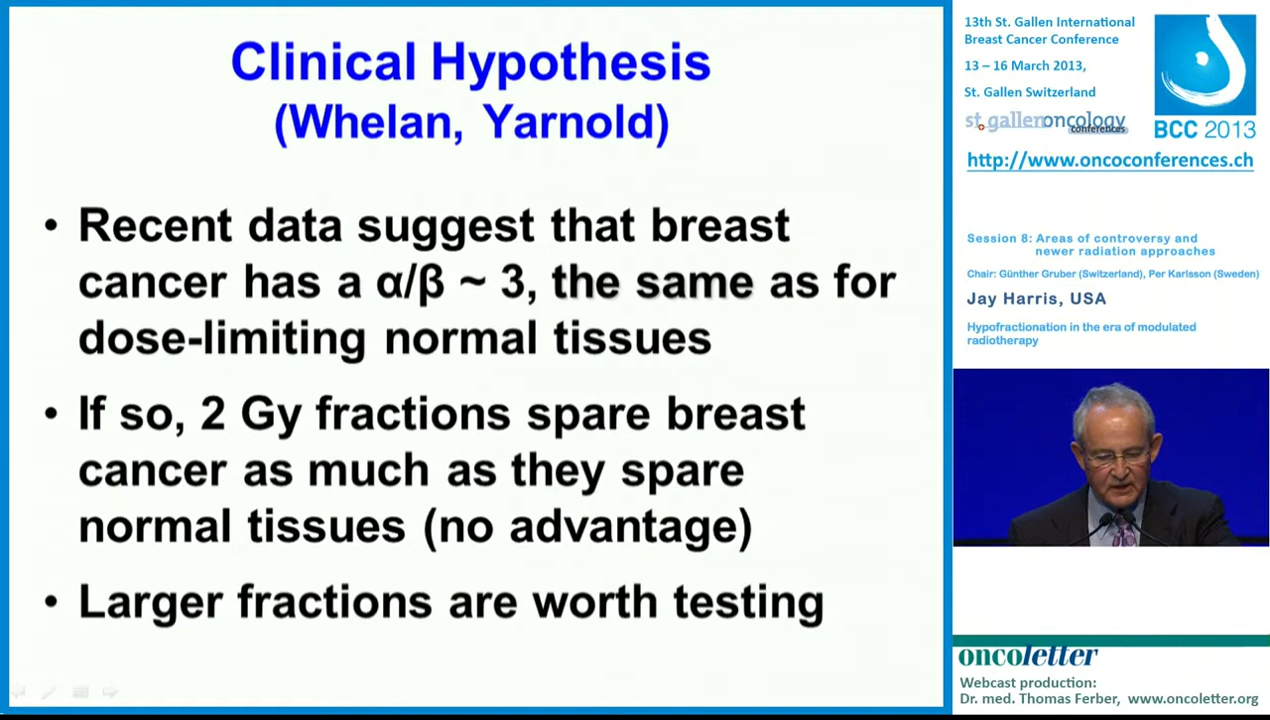 Clinical Hypothesis
(Whelan, Yarnold)
• Recent data suggest that breast
cancer has a α/β ~ 3, the same as for
dose-limiting normal tissues
• If so, 2 Gy fractions spare breast
cancer as much as they spare
normal tissues (no advantage)
• Larger fractions are worth testing
13th St. Gallen International
Breast Cancer Conference
13 – 16 March 2013,
St. Gallen Switzerland
st.gallenoncology
conferences
BCC 2013
http://www.oncoconferences.ch
Session 8: Areas of controversy and
newer radiation approaches
Chair: Günther Gruber (Switzerland), Per Karlsson (Sweden)
Jay Harris, USA
Hypofractionation in the era of modulated
radiotherapy
oncoletter
Webcast production:
Dr. med. Thomas Ferber, www.oncoletter.org